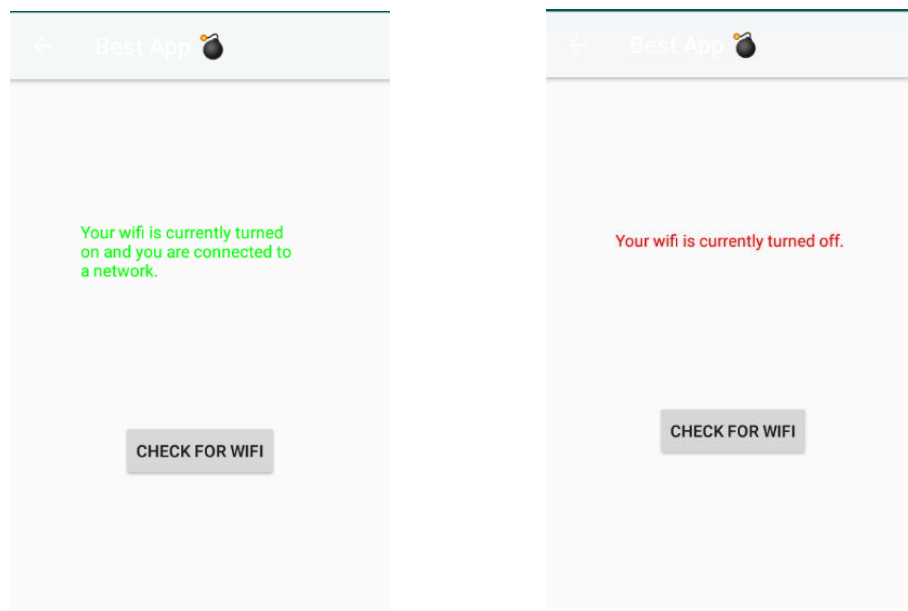 Best App 💣
Your wifi is currently turned
on and you are connected to
a network.
CHECK FOR WIFI
Best App 💣
Your wifi is currently turned off.
CHECK FOR WIFI